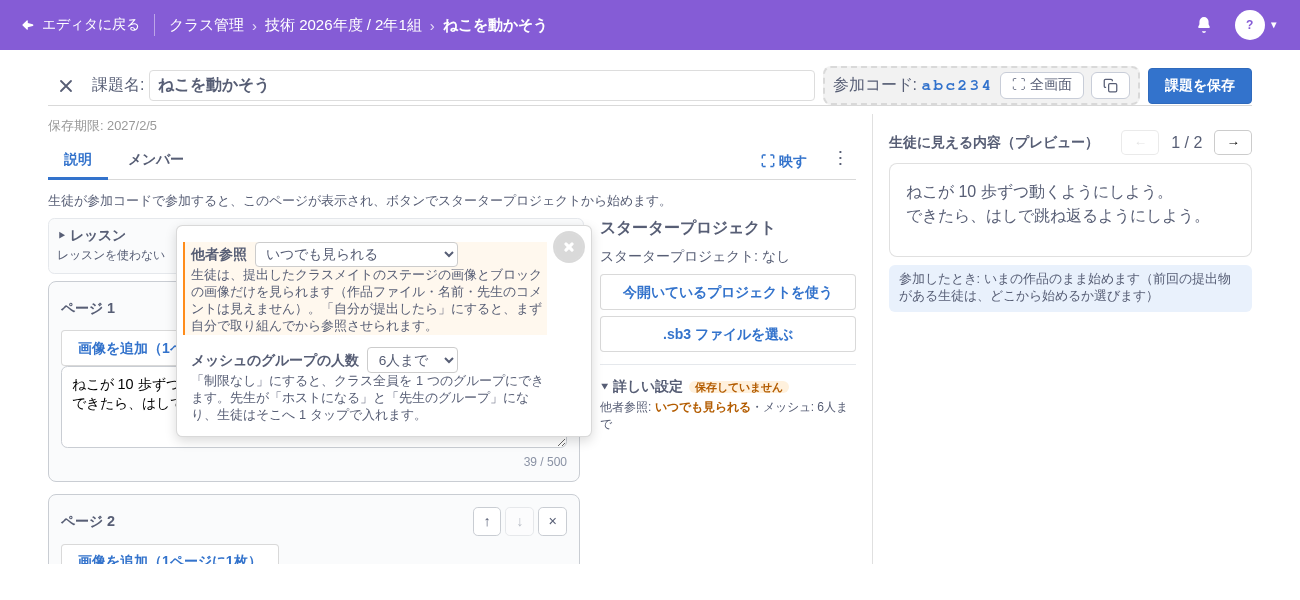 エディタに戻る
クラス管理 › 技術 2026年度 / 2年1組 › ねこを動かそう
?
課題名: ねこを動かそう
参加コード: abc234
全画面
課題を保存
保存期限: 2027/2/5
説明
メンバー
映す
生徒が参加コードで参加すると、このページが表示され、ボタンでスタータープロジェクトから始めます。
レッスン
レッスンを使わない
ページ 1
画像を追加（1ペ
ねこが 10 歩ずつ
できたら、はしで
39 / 500
ページ 2
↑ ↓ ×
画像を追加（1ページに1枚）
他者参照 いつでも見られる
生徒は、提出したクラスメイトのステージの画像とブロック
の画像だけを見られます（作品ファイル・名前・先生のコメ
ントは見えません）。「自分が提出したら」にすると、まず
自分で取り組んでから参照させられます。
メッシュのグループの人数 6人まで
「制限なし」にすると、クラス全員を 1 つのグループにでき
ます。先生が「ホストになる」と「先生のグループ」にな
り、生徒はそこへ 1 タップで入れます。
スタータープロジェクト
スタータープロジェクト: なし
今開いているプロジェクトを使う
.sb3 ファイルを選ぶ
詳しい設定 保存していません
他者参照: いつでも見られる・メッシュ: 6人ま
で
生徒に見える内容（プレビュー）
← 1 / 2 →
ねこが 10 歩ずつ動くようにしよう。
できたら、はしで跳ね返るようにしよう。
参加したとき: いまの作品のまま始めます（前回の提出物
がある生徒は、どこから始めるか選びます）